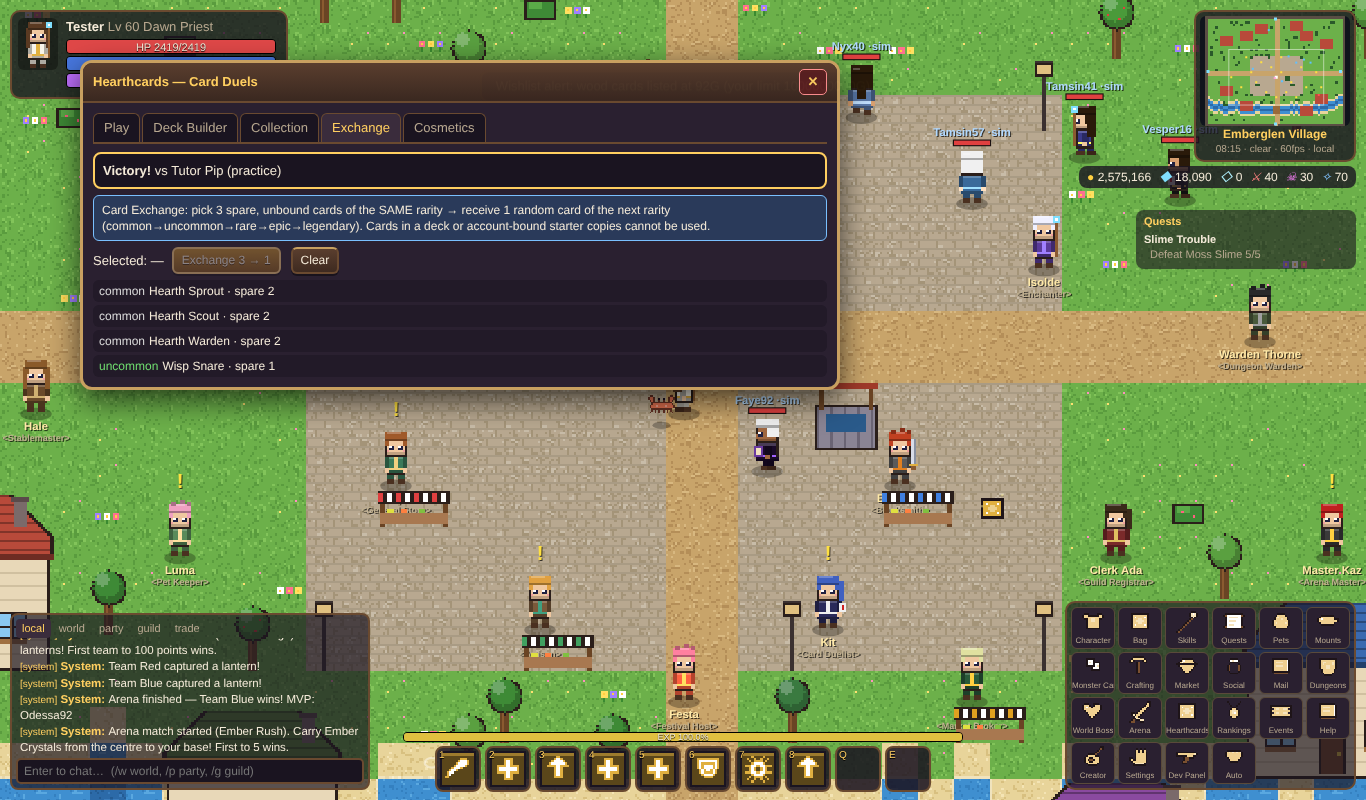 Tester Lv 60 Dawn Priest
HP 2419/2419
Hearthcards — Card Duels
✕
Play
Deck Builder
Collection
Exchange
Cosmetics
Victory! vs Tutor Pip (practice)
Card Exchange: pick 3 spare, unbound cards of the SAME rarity → receive 1 random card of the next rarity
(common→uncommon→rare→epic→legendary). Cards in a deck or account-bound starter copies cannot be used.
Selected: —
Exchange 3 → 1
Clear
common Hearth Sprout · spare 2
common Hearth Scout · spare 2
common Hearth Warden · spare 2
uncommon Wisp Snare · spare 1
Nyx40 ·sim
Tamsin41 ·sim
Tamsin57 ·sim
Vesper16 ·sim
Emberglen Village
08:15 · clear · 60fps · local
2,575,166
18,090
0
40
30
70
Quests
Slime Trouble
Defeat Moss Slime 5/5
Isolde
<Enchanter>
Warden Thorne
<Dungeon Warden>
Hale
<Stablemaster>
Faye92 ·sim
!
!
!
!
!
Luma
<Pet Keeper>
Clerk Ada
<Guild Registrar>
Master Kaz
<Arena Master>
Kit
<Card Duelist>
Festa
<Festival Host>
local
world
party
guild
trade
lanterns! First team to 100 points wins.
[system] System: Team Red captured a lantern!
[system] System: Team Blue captured a lantern!
[system] System: Arena finished — Team Blue wins! MVP:
Odessa92
[system] System: Arena match started (Ember Rush). Carry Ember
Crystals from the centre to your base! First to 5 wins.
Enter to chat… (/w world, /p party, /g guild)
EXP 100.0%
1
2
3
4
5
6
7
8
Q
E
Character
Bag
Skills
Quests
Pets
Mounts
Monster Ca
Crafting
Market
Social
Mail
Dungeons
World Boss
Arena
Hearthcards
Rankings
Events
Help
Creator
Settings
Dev Panel
Auto